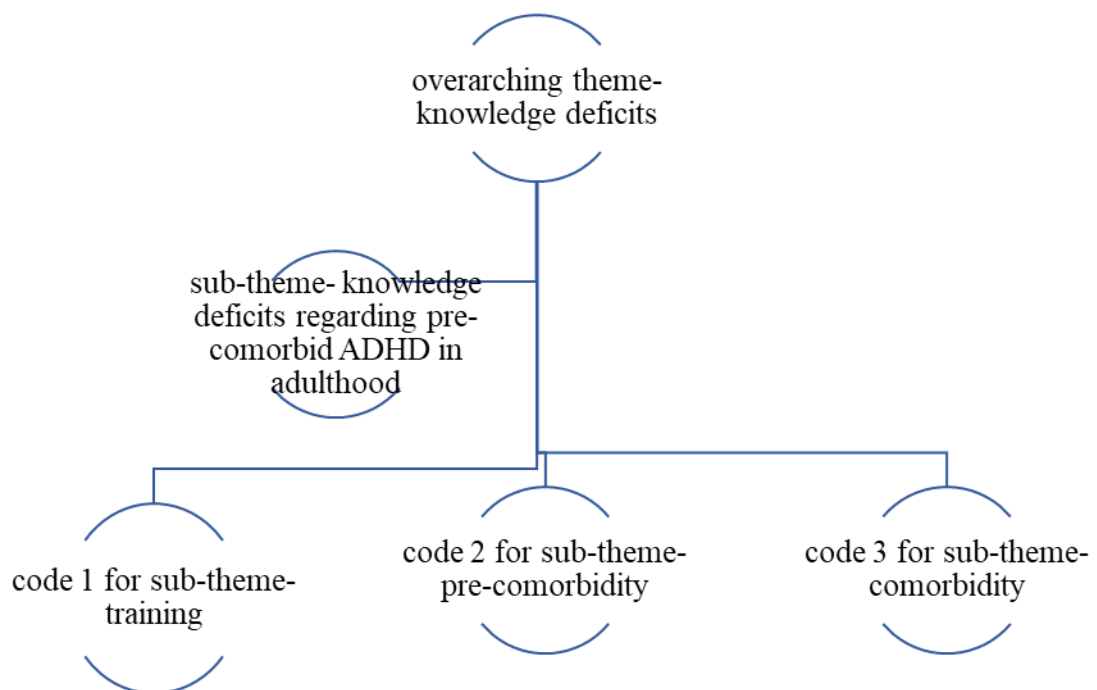 overarching theme-
knowledge deficits
sub-theme- knowledge
deficits regarding pre-
comorbid ADHD in
adulthood
code 1 for sub-theme-
training
code 2 for sub-theme-
pre-comorbidity
code 3 for sub-theme-
comorbidity